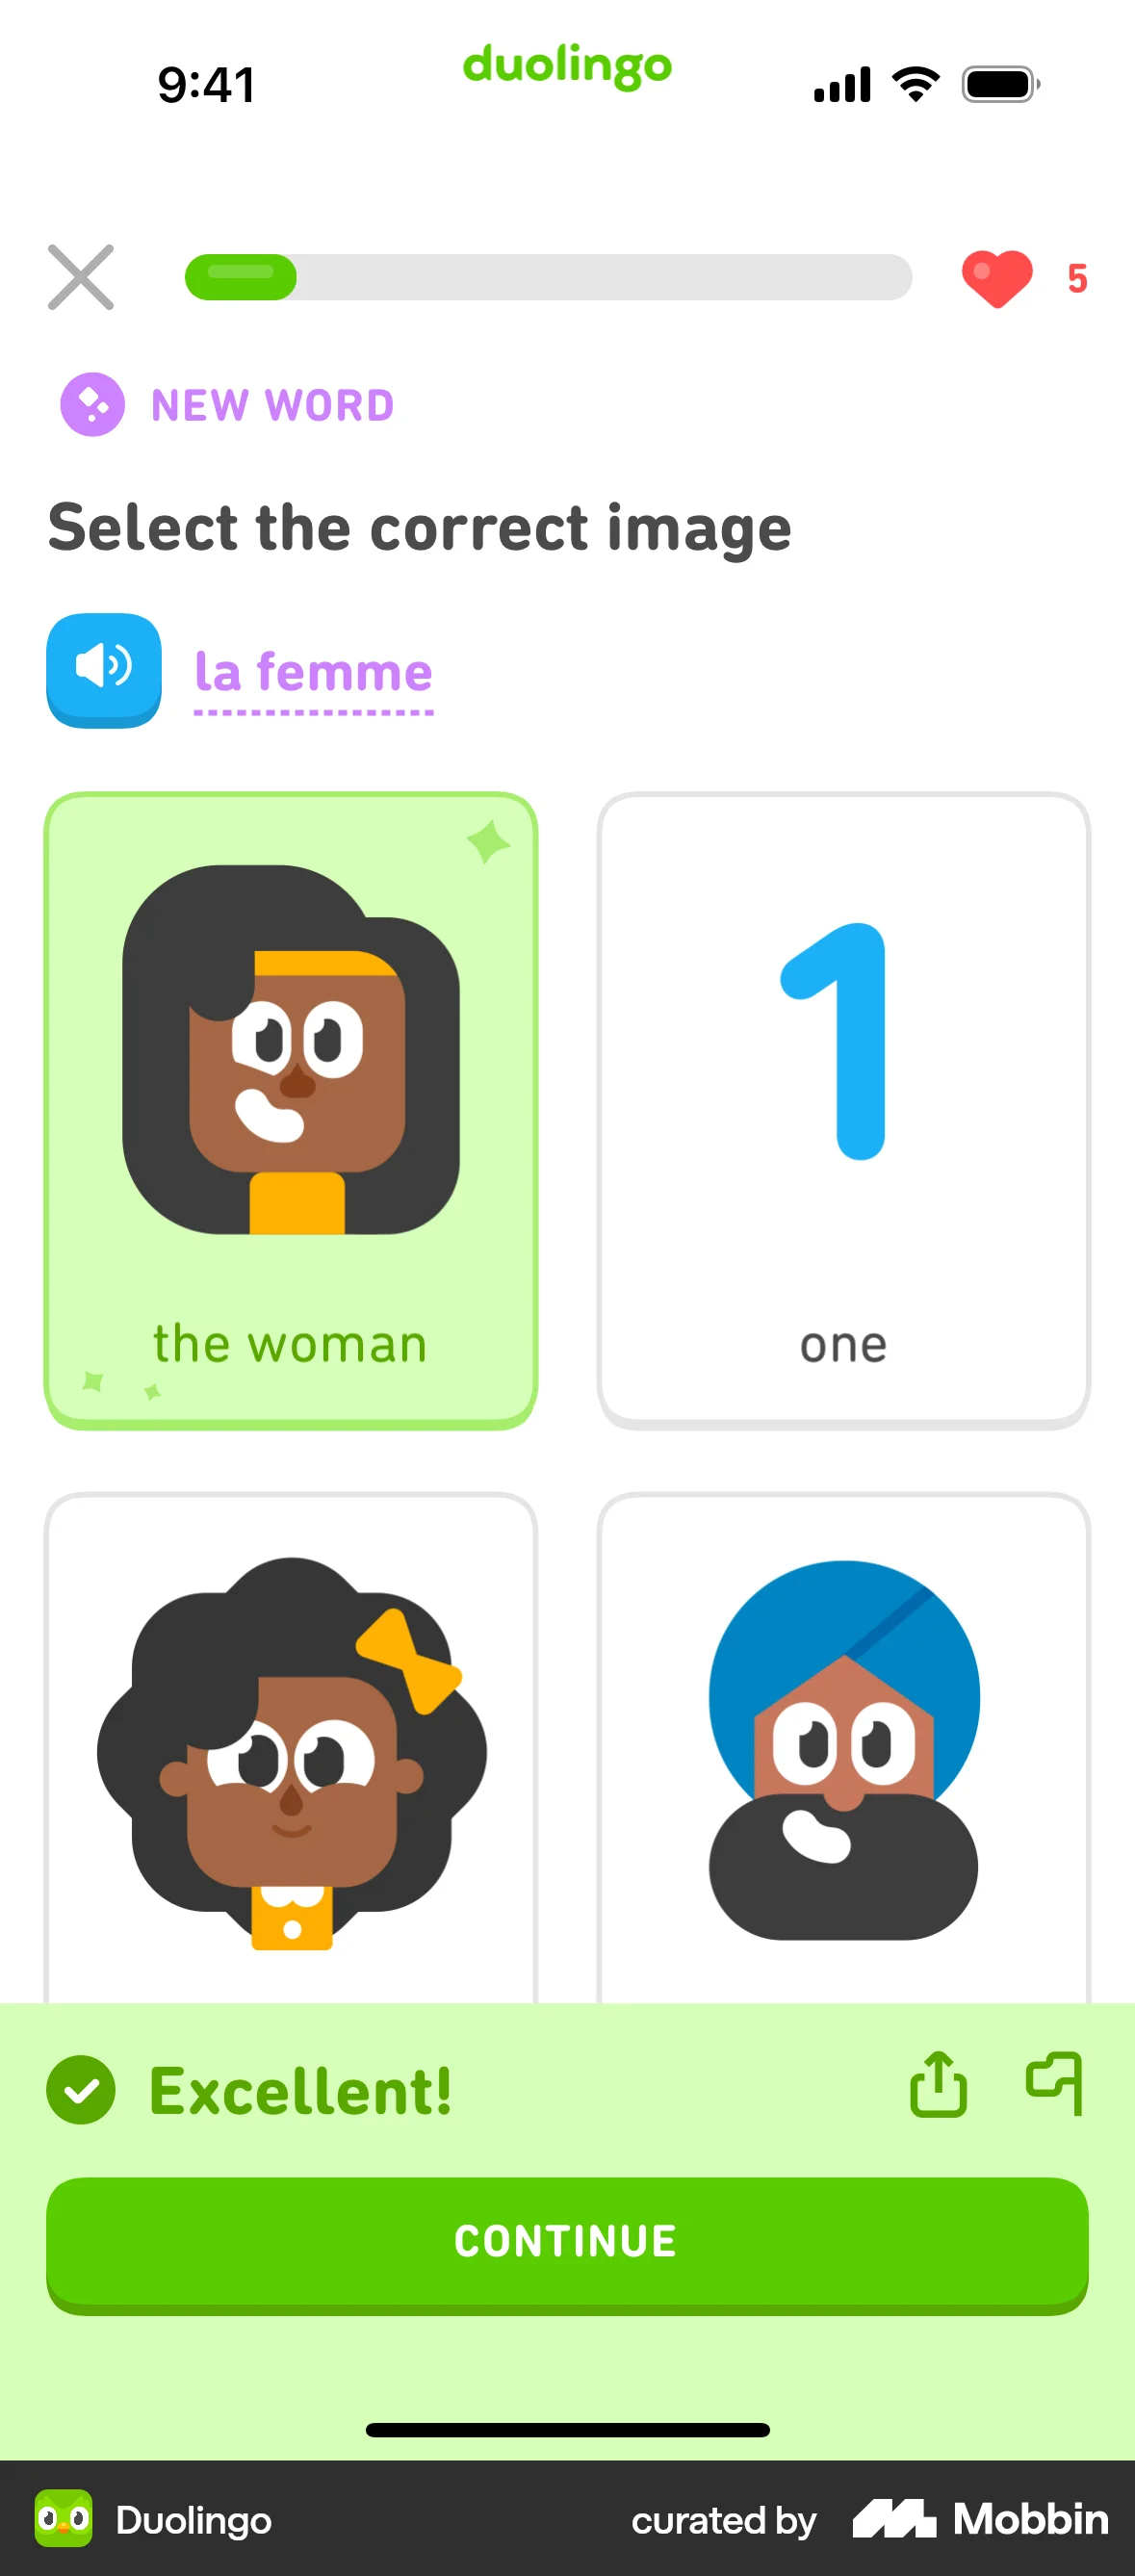 9:41
duolingo
5
NEW WORD
Select the correct image
la femme
1
the woman
one
Excellent!
CONTINUE
Duolingo
curated by Mobbin